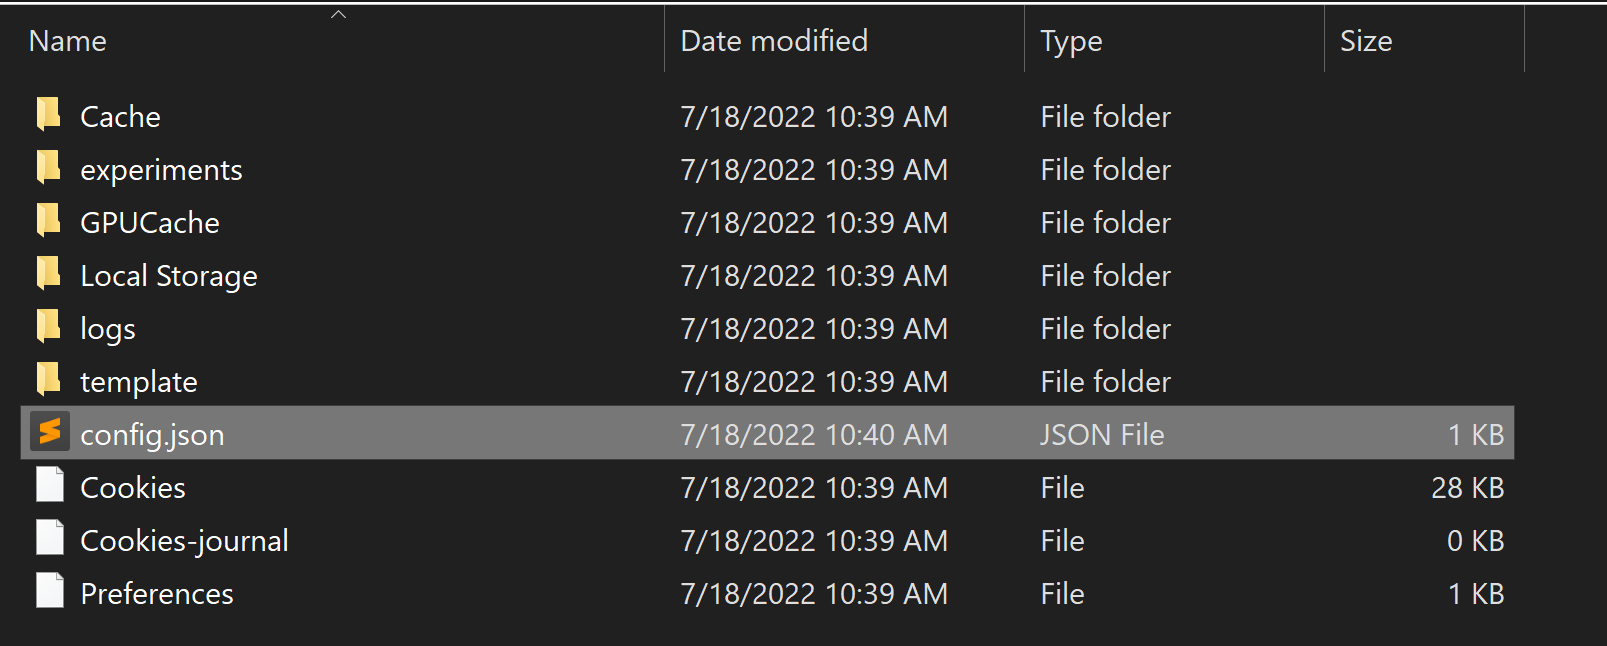 Name Date modified Type Size
Cache 7/18/2022 10:39 AM File folder
experiments 7/18/2022 10:39 AM File folder
GPUCache 7/18/2022 10:39 AM File folder
Local Storage 7/18/2022 10:39 AM File folder
logs 7/18/2022 10:39 AM File folder
template 7/18/2022 10:39 AM File folder
config.json 7/18/2022 10:40 AM JSON File 1 KB
Cookies 7/18/2022 10:39 AM File 28 KB
Cookies-journal 7/18/2022 10:39 AM File 0 KB
Preferences 7/18/2022 10:39 AM File 1 KB